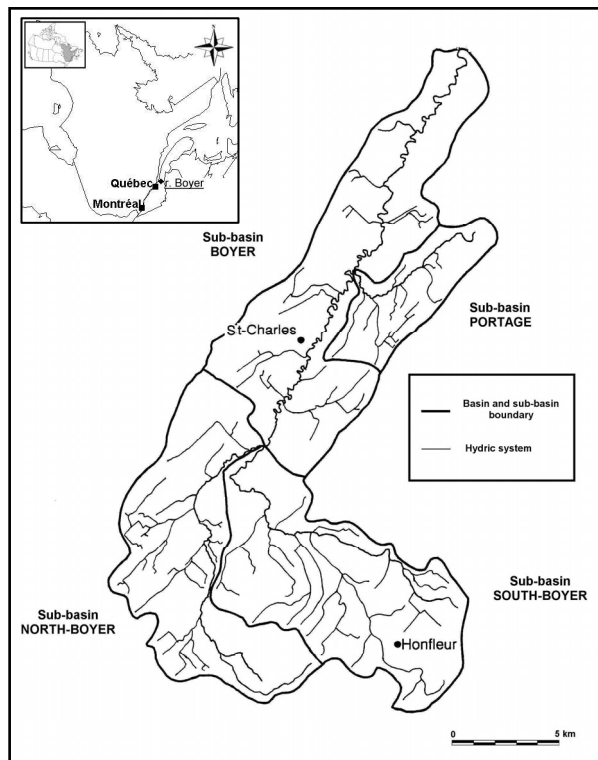 Québec
r. Boyer
Montréal
Sub-basin
BOYER
Sub-basin
PORTAGE
St-Charles
Basin and sub-basin
boundary
Hydric system
Sub-basin
SOUTH-BOYER
Sub-basin
NORTH-BOYER
Honfleur
0 5 km